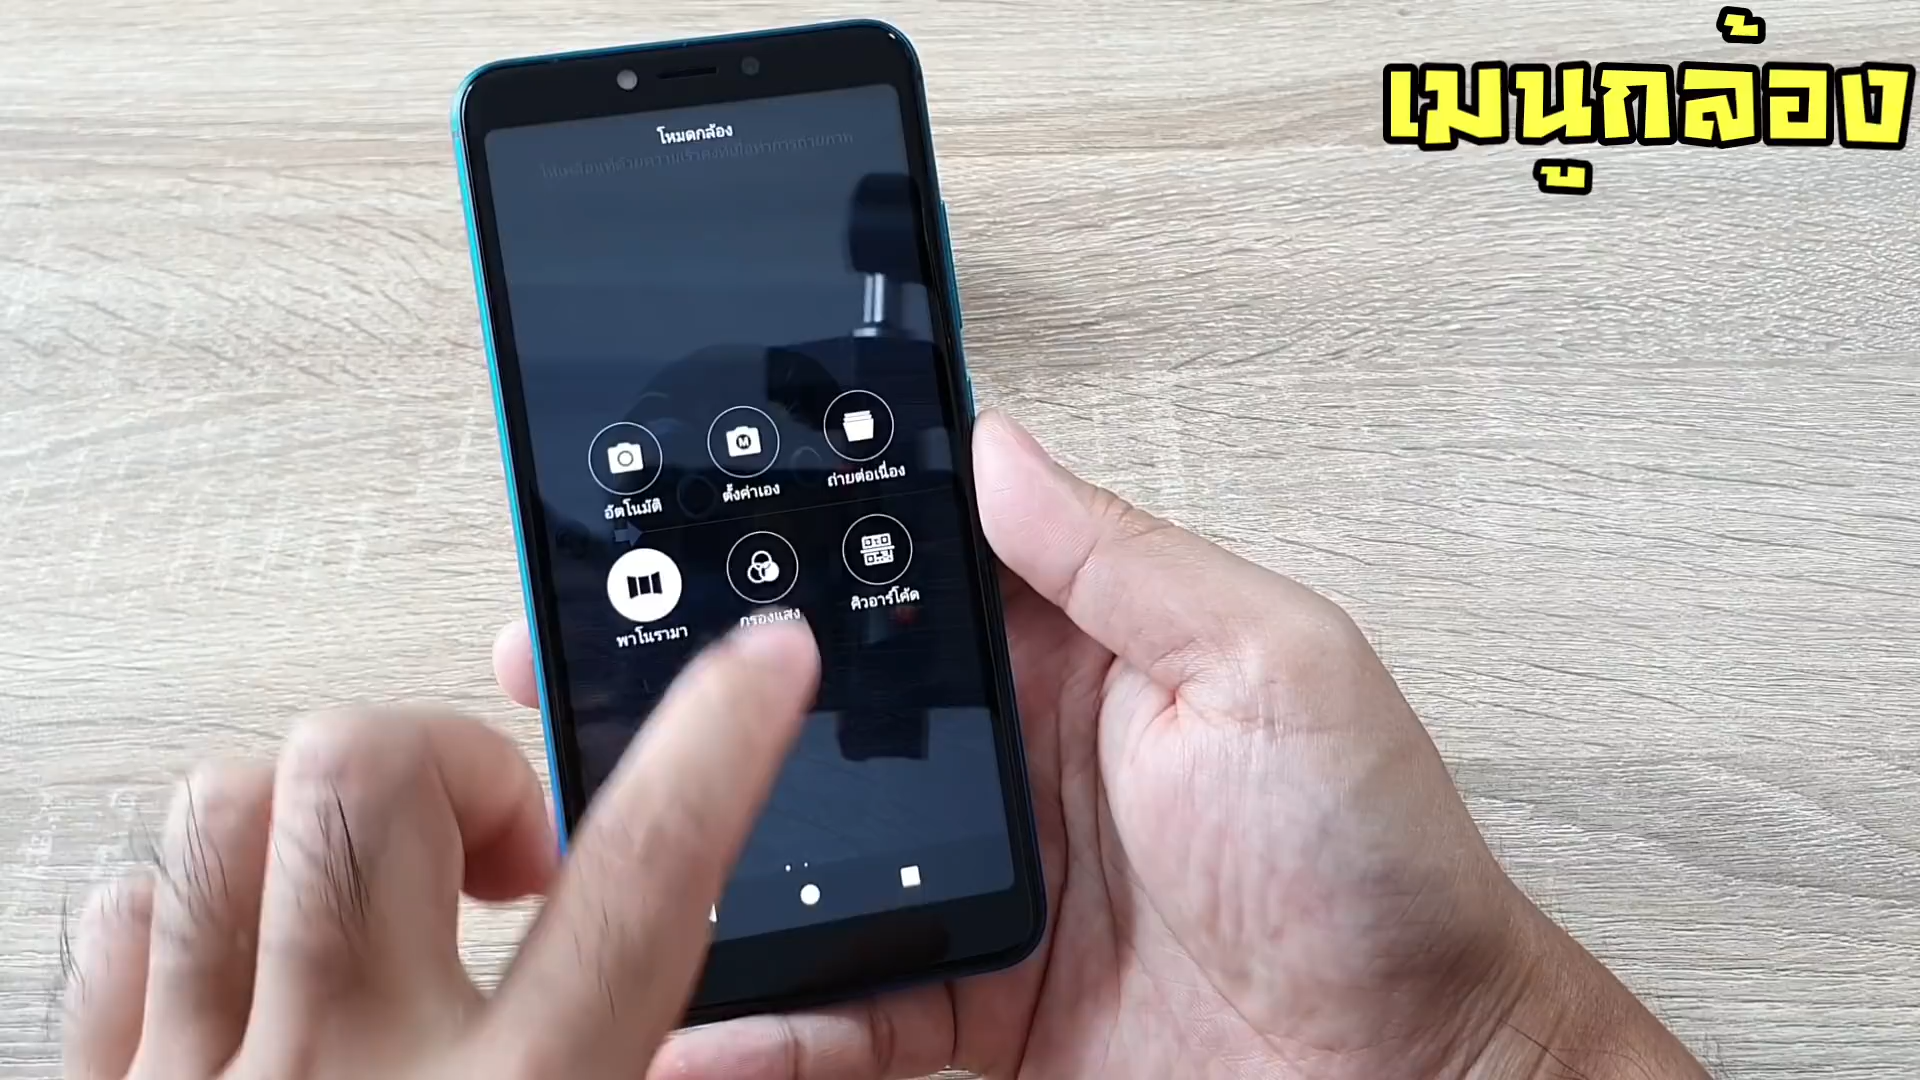 เมนูกล้อง
โหมดกล้อง
อัตโนมัติ
ตั้งค่าเอง
ถ่ายต่อเนื่อง
พาโนรามา
กรองแสง
คิวอาร์โค้ด